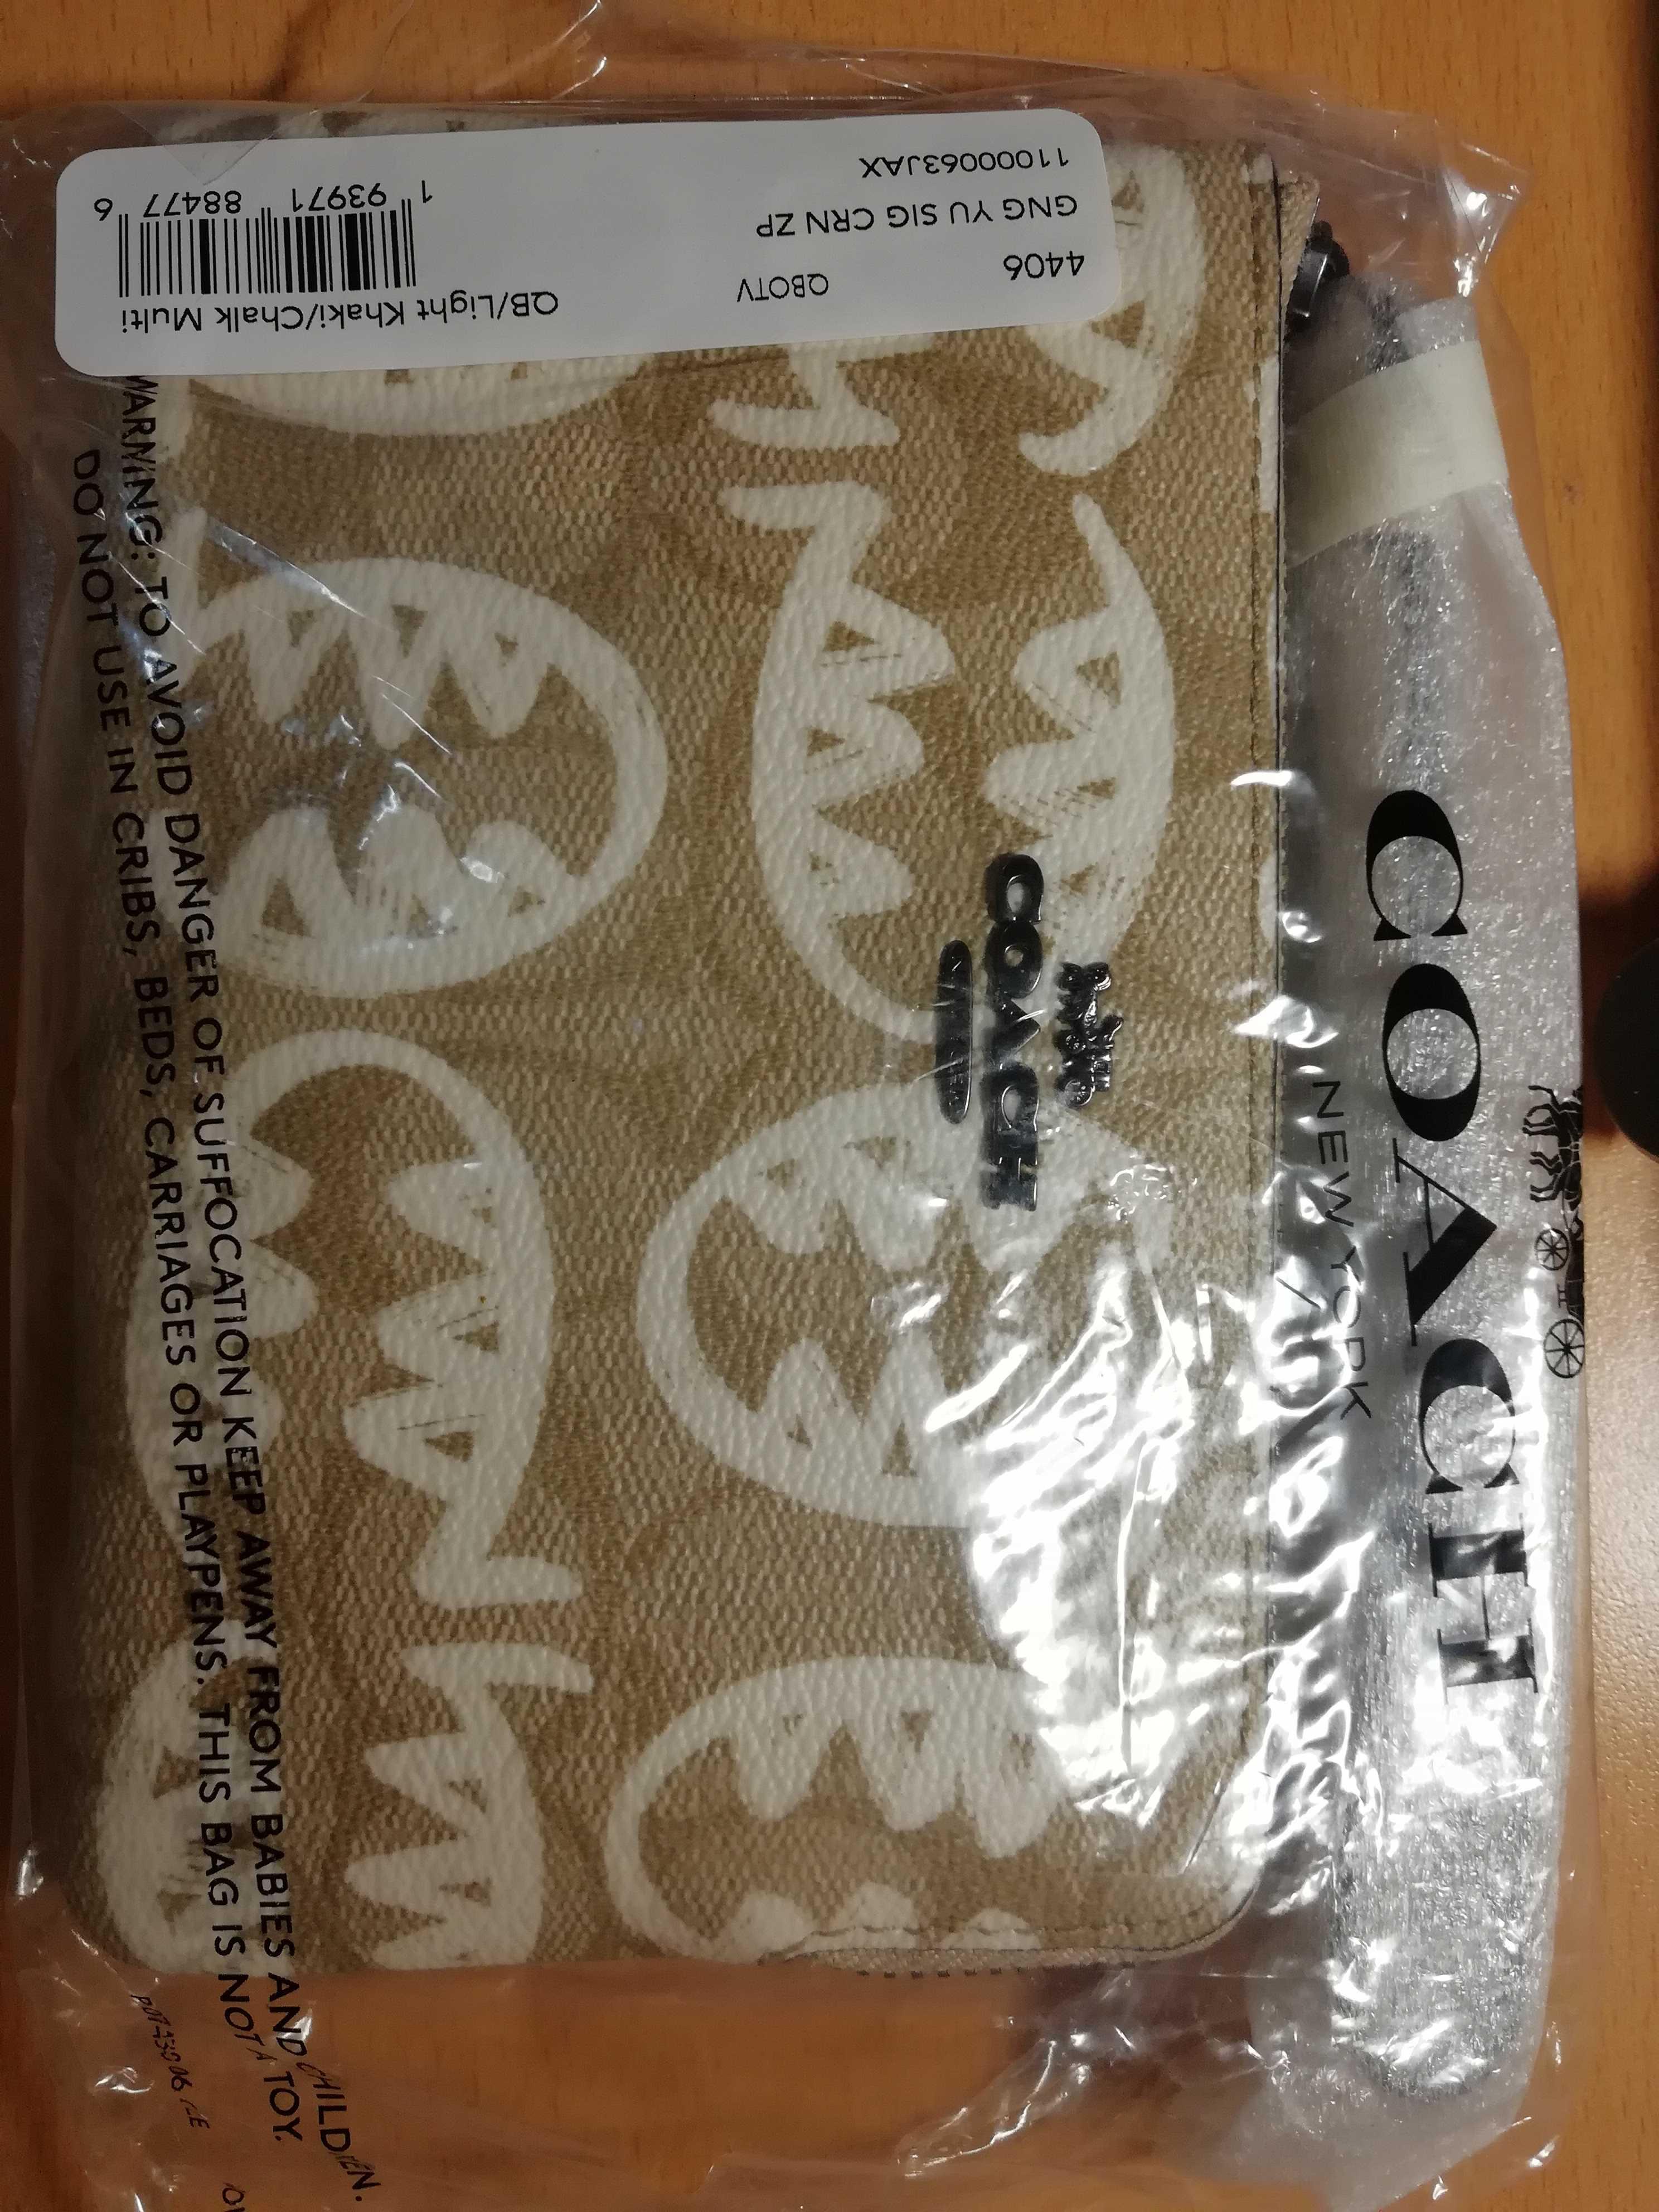 4406
QBOTV
QB/Light Khaki/Chalk Multi
GNG YU SIG CRN ZP
1100063JAX
1 93971 88477 6
COACH
NEW YORK
COACH
WARNING: TO AVOID DANGER OF SUFFOCATION KEEP AWAY FROM BABIES AND CHILDREN.
DO NOT USE IN CRIBS, BEDS, CARRIAGES OR PLAYPENS. THIS BAG IS NOT A TOY.